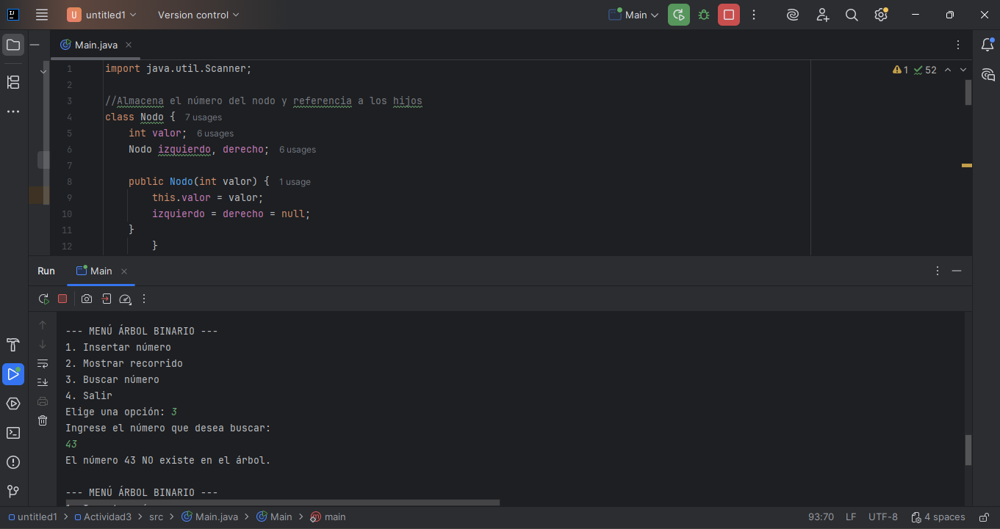 U untitled1 Version control Main
Main.java
1 import java.util.Scanner; 1 52
2
3 //Almacena el número del nodo y referencia a los hijos
4 class Nodo { 7 usages
5 int valor; 6 usages
6 Nodo izquierdo, derecho; 6 usages
7
8 public Nodo(int valor) { 1 usage
9 this.valor = valor;
10 izquierdo = derecho = null;
11 }
12 }
Run Main
--- MENÚ ÁRBOL BINARIO ---
1. Insertar número
2. Mostrar recorrido
3. Buscar número
4. Salir
Elige una opción: 3
Ingrese el número que desea buscar:
43
El número 43 NO existe en el árbol.
--- MENÚ ÁRBOL BINARIO ---
untitled1 > Actividad3 > src > Main.java > Main > main 93:70 LF UTF-8 4 spaces